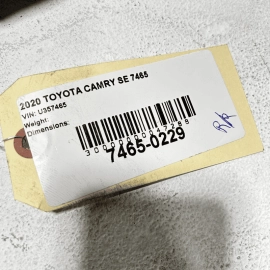 2020 TOYOTA CAMRY SE 7465
VIN: U357465
Weight:
Dimensions:
7465-0229